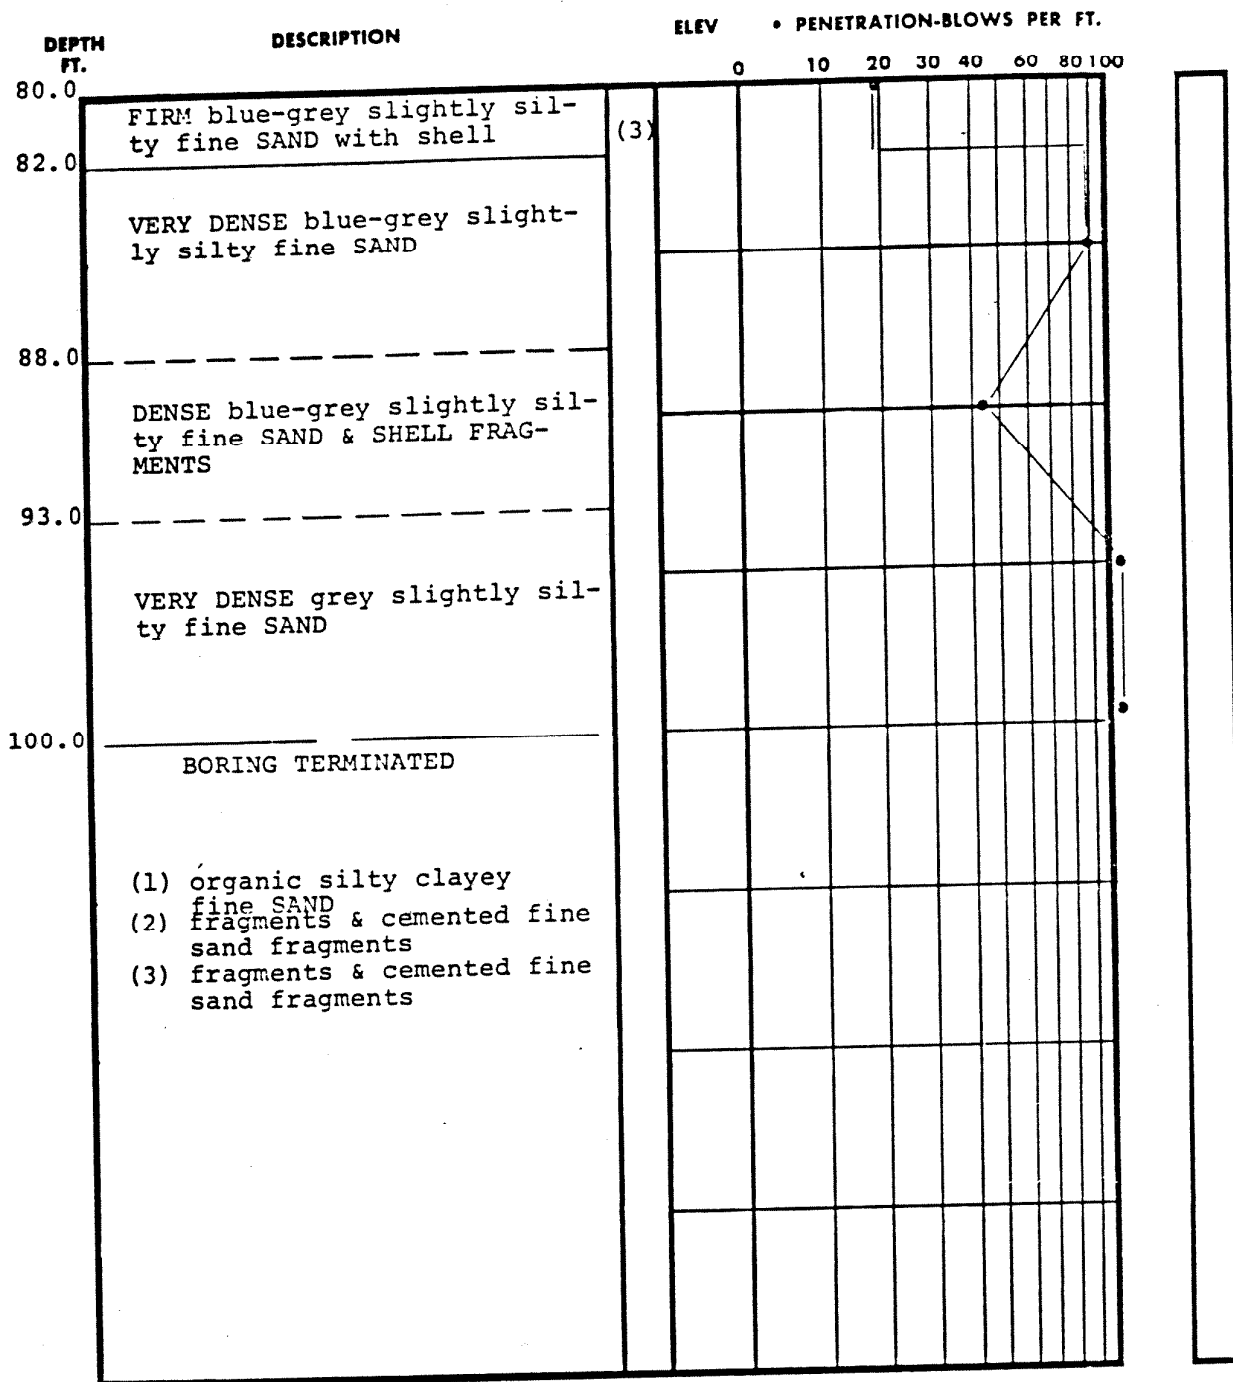 DEPTH FT.
DESCRIPTION
ELEV
• PENETRATION-BLOWS PER FT.
0 10 20 30 40 60 80 100
80.0
FIRM blue-grey slightly sil-
ty fine SAND with shell
(3)
82.0
VERY DENSE blue-grey slight-
ly silty fine SAND
88.0
DENSE blue-grey slightly sil-
ty fine SAND & SHELL FRAG-
MENTS
93.0
VERY DENSE grey slightly sil-
ty fine SAND
100.0
BORING TERMINATED
(1) organic silty clayey
fine SAND
(2) fragments & cemented fine
sand fragments
(3) fragments & cemented fine
sand fragments